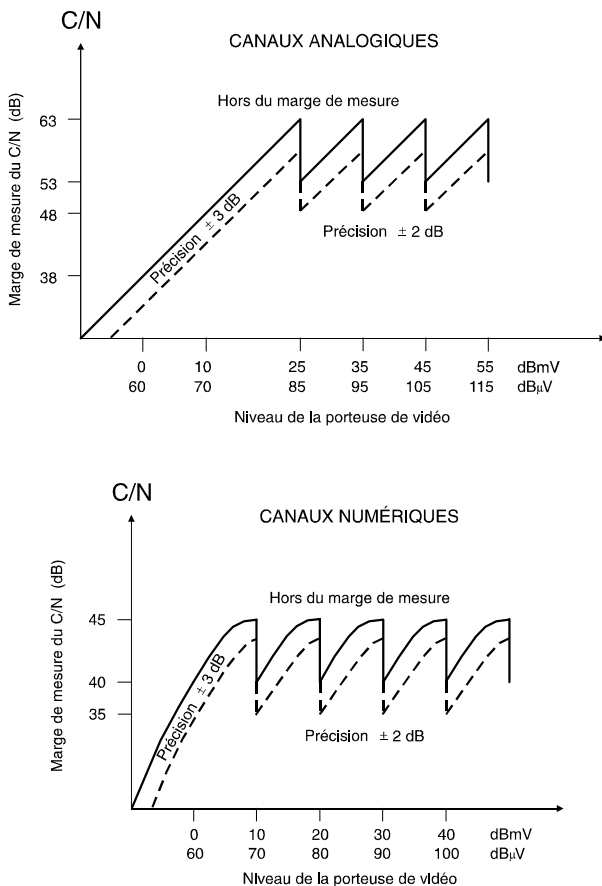 C/N
CANAUX ANALOGIQUES
Marge de mesure du C/N (dB)
Hors du marge de mesure
63
53
48
38
Précision ± 3 dB
Précision ± 2 dB
0 10 25 35 45 55 dBmV
60 70 85 95 105 115 dBµV
Niveau de la porteuse de vidéo
C/N
CANAUX NUMÉRIQUES
Marge de mesure du C/N (dB)
Hors du marge de mesure
45
40
35
Précision ± 3 dB
Précision ± 2 dB
0 10 20 30 40 dBmV
60 70 80 90 100 dBµV
Niveau de la porteuse de vidéo